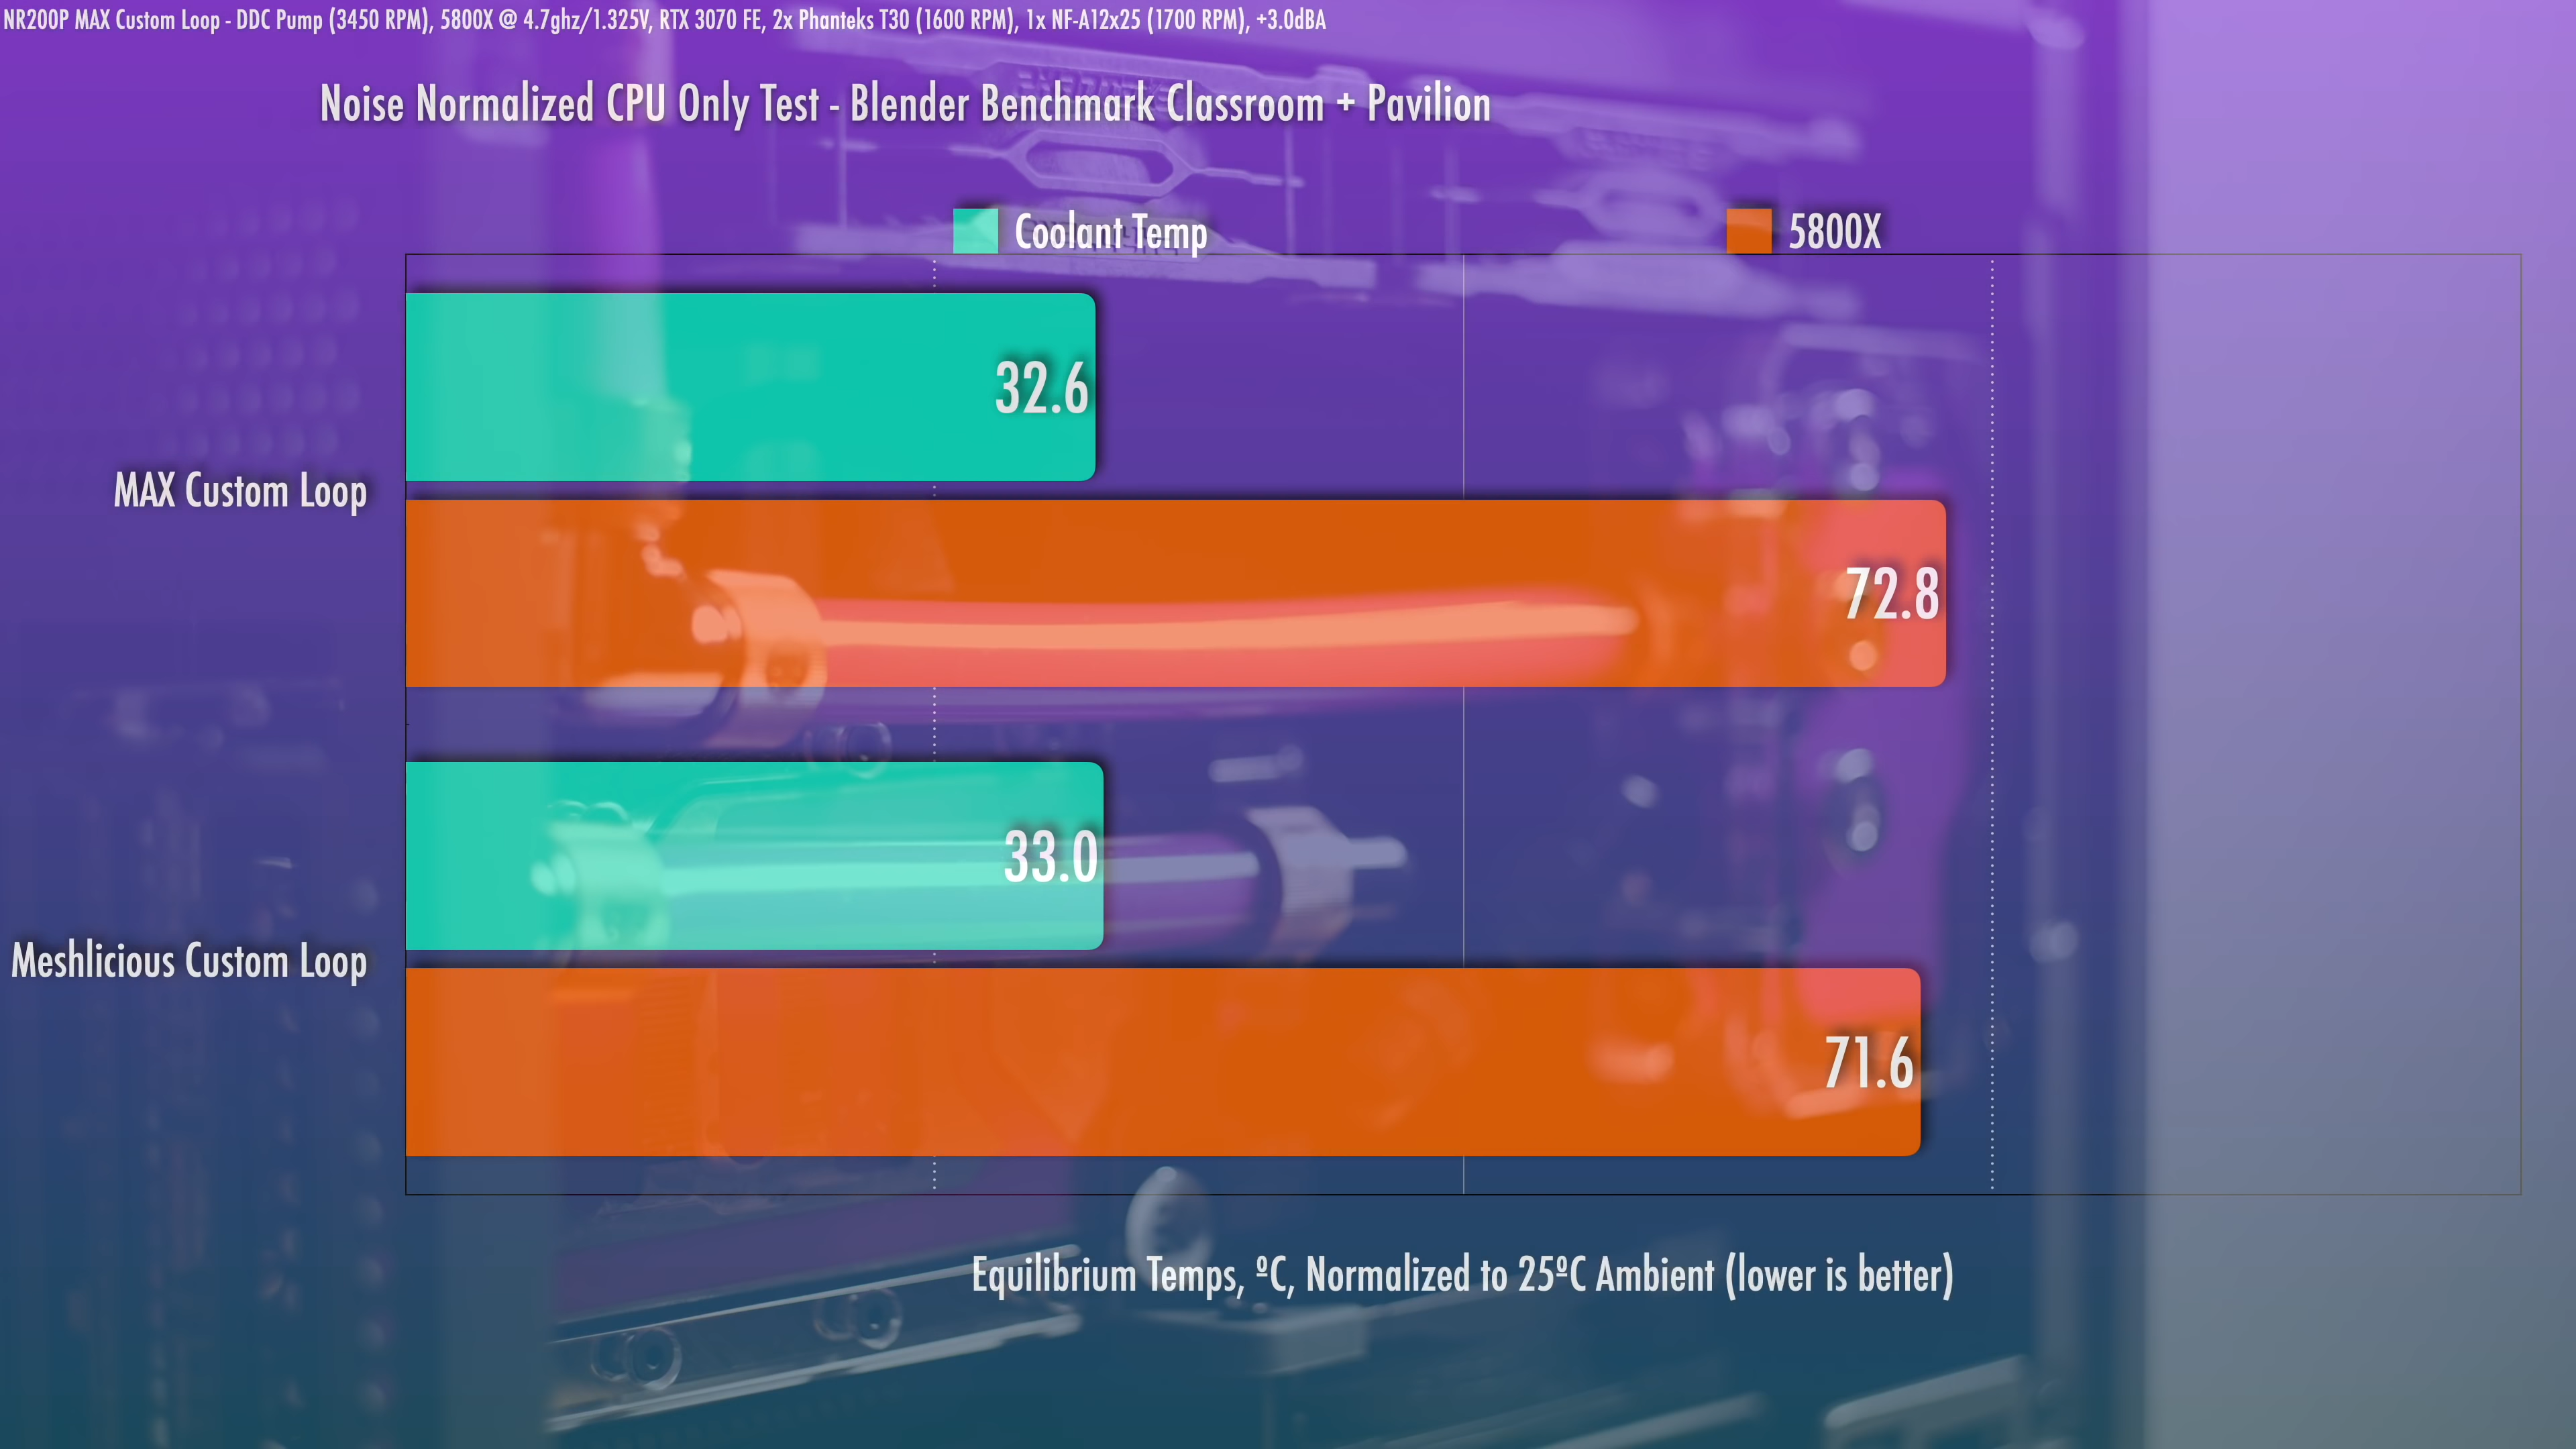 NR200P MAX Custom Loop - DDC Pump (3450 RPM), 5800X @ 4.7ghz/1.325V, RTX 3070 FE, 2x Phanteks T30 (1600 RPM), 1x NF-A12x25 (1700 RPM), +3.0dBA
Noise Normalized CPU Only Test - Blender Benchmark Classroom + Pavilion
Coolant Temp
5800X
32.6
MAX Custom Loop
72.8
33.0
Meshlicious Custom Loop
71.6
Equilibrium Temps, ºC, Normalized to 25ºC Ambient (lower is better)